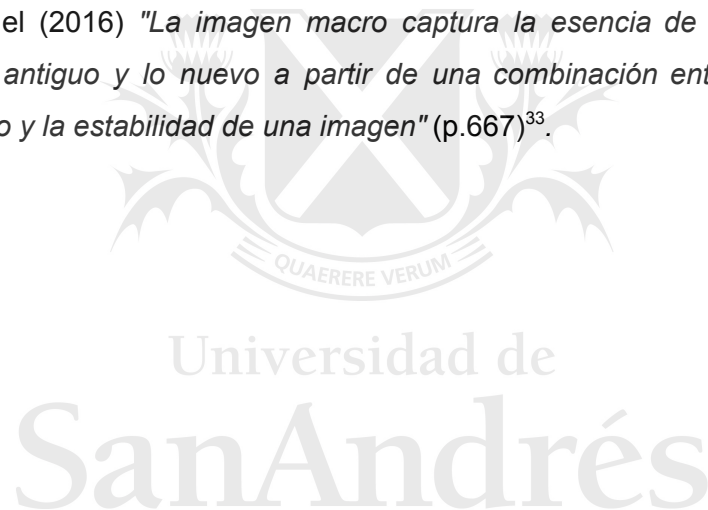 el (2016) "La imagen macro captura la esencia de
antiguo y lo nuevo a partir de una combinación ent
o y la estabilidad de una imagen" (p.667)³³.
QUAERERE VERUM
Universidad de
SanAndrés